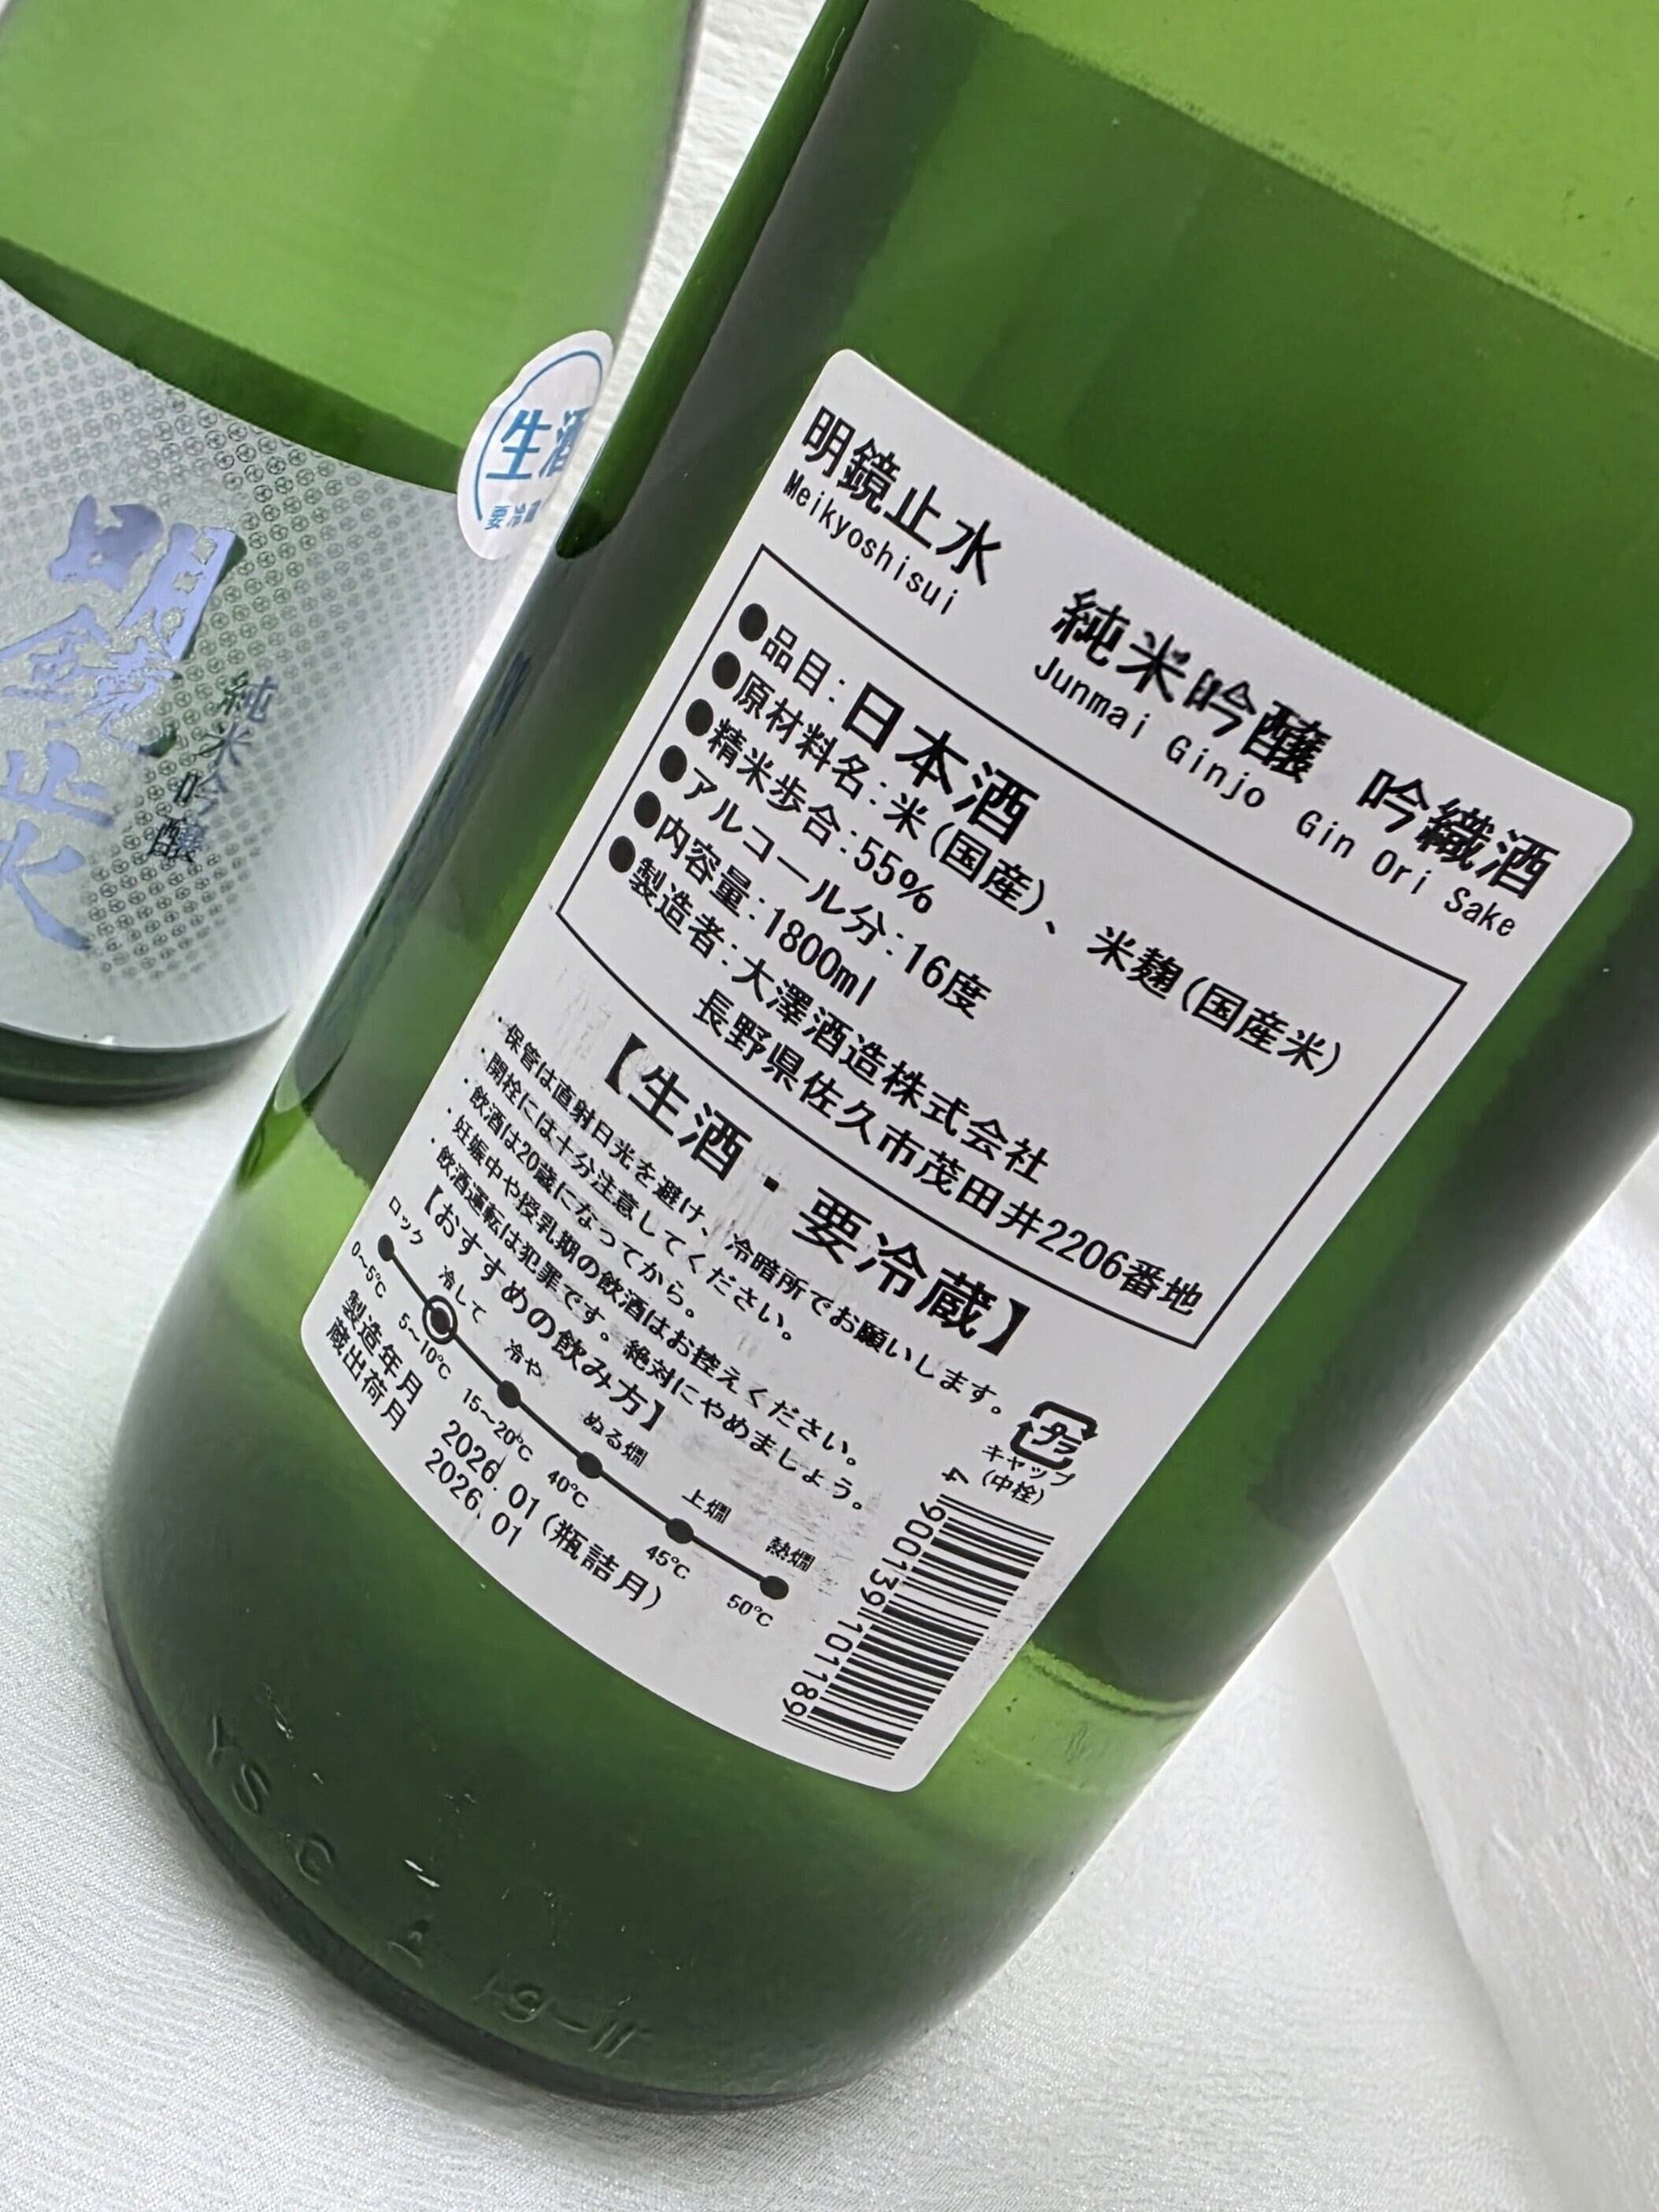 明鏡止水
純米吟醸
生酒
要冷蔵
明鏡止水 純米吟醸 吟織酒
Meikyoshisui Junmai Ginjo Gin Ori Sake
●品目:日本酒
●原材料名:米(国産)、米麹(国産米)
●精米歩合:55%
●アルコール分:16度
●内容量:1800ml
●製造者:大澤酒造株式会社
長野県佐久市茂田井2206番地
【生酒・要冷蔵】
・保管は直射日光を避け、冷暗所でお願いします。
・開栓には十分注意してください。
・飲酒は20歳になってから。
・妊娠中や授乳期の飲酒はお控えください。
・飲酒運転は犯罪です。絶対にやめましょう。
【おすすめの飲み方】
ロック 冷して 冷や ぬる燗 上燗 熱燗
0~5℃ 5~10℃ 15~20℃ 40℃ 45℃ 50℃
製造年月 2026.01(瓶詰月)
蔵出荷月 2026.01
プラ
キャップ
(中栓)
4 900139 101189
YSC